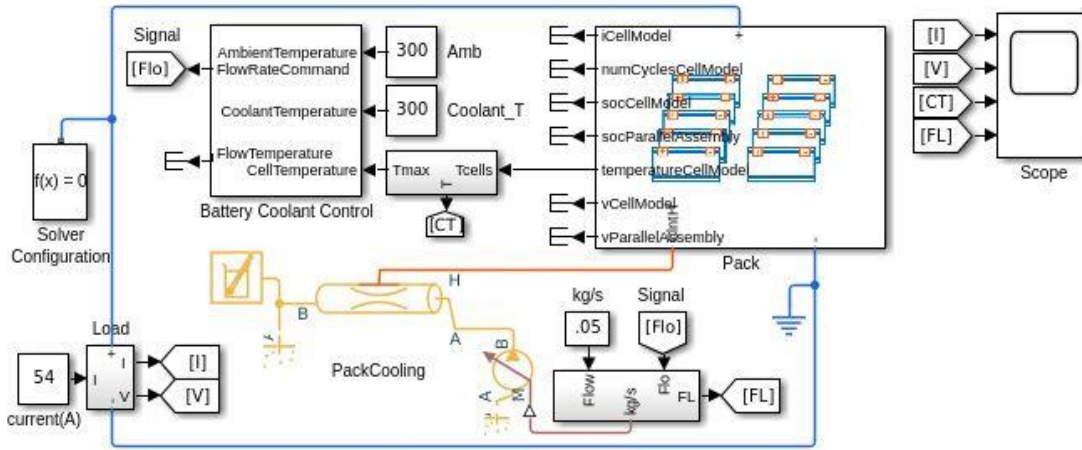 Signal
[Flo]
AmbientTemperature
FlowRateCommand
CoolantTemperature
FlowTemperature
CellTemperature
Battery Coolant Control
300
Amb
300
Coolant_T
Tmax
Tcells
T
[CT]
iCellModel
numCyclesCellModel
socCellModel
socParallelAssembly
temperatureCellModel
vCellModel
vParallelAssembly
+
-
Pack
[I]
[V]
[CT]
[FL]
Scope
f(x) = 0
Solver
Configuration
H
B
A
B
A
M
PackCooling
kg/s
.05
Signal
[Flo]
Flow
Flo
kg/s
FL
[FL]
Load
54
current(A)
+
I
I
V
-
[I]
[V]